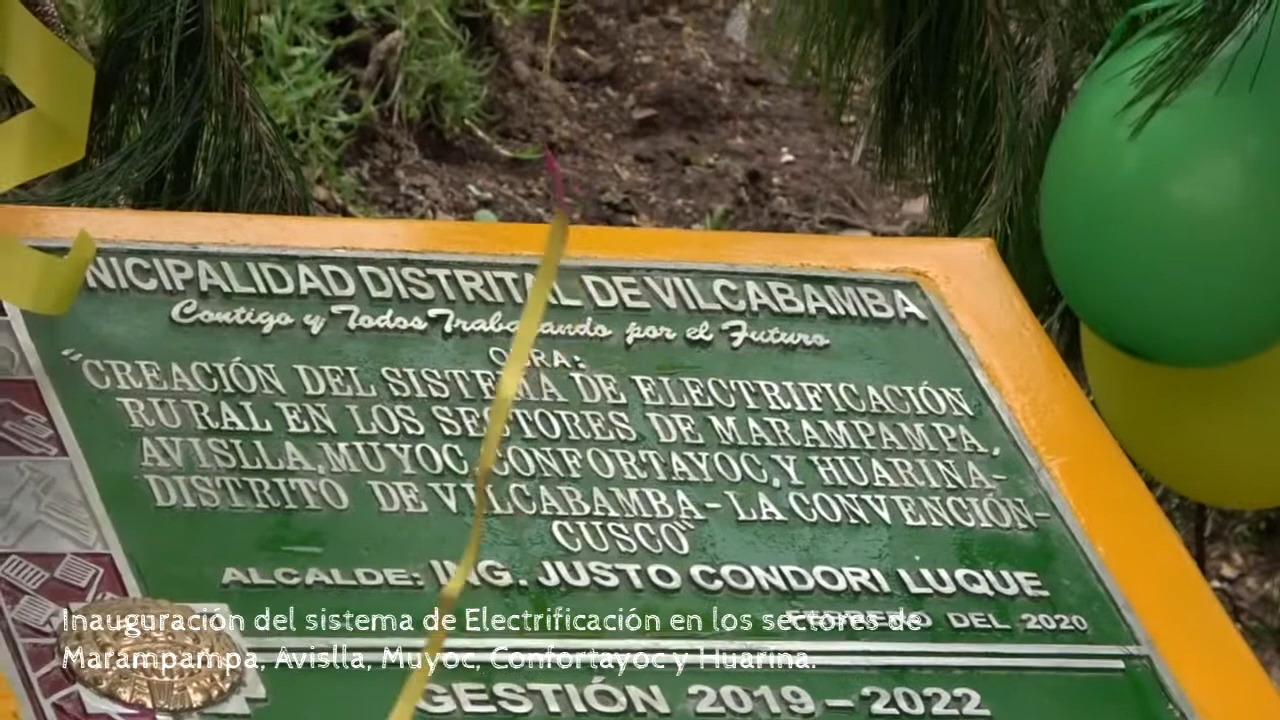 NICIPALIDAD DISTRITAL DE VILCABAMBA
Contigo y Todos Trabajando por el Futuro
OBRA:
“CREACIÓN DEL SISTEMA DE ELECTRIFICACIÓN
RURAL EN LOS SECTORES DE MARAMPAMPA,
AVISLLA, MUYOC, CONFORTAYOC, Y HUARINA-
DISTRITO DE VILCABAMBA - LA CONVENCIÓN-
CUSCO“
ALCALDE: ING. JUSTO CONDORI LUQUE
FEBRERO DEL 2020
Inauguración del sistema de Electrificación en los sectores de
Marampampa, Avislla, Muyoc, Confortayoc y Huarina.
GESTIÓN 2019 – 2022